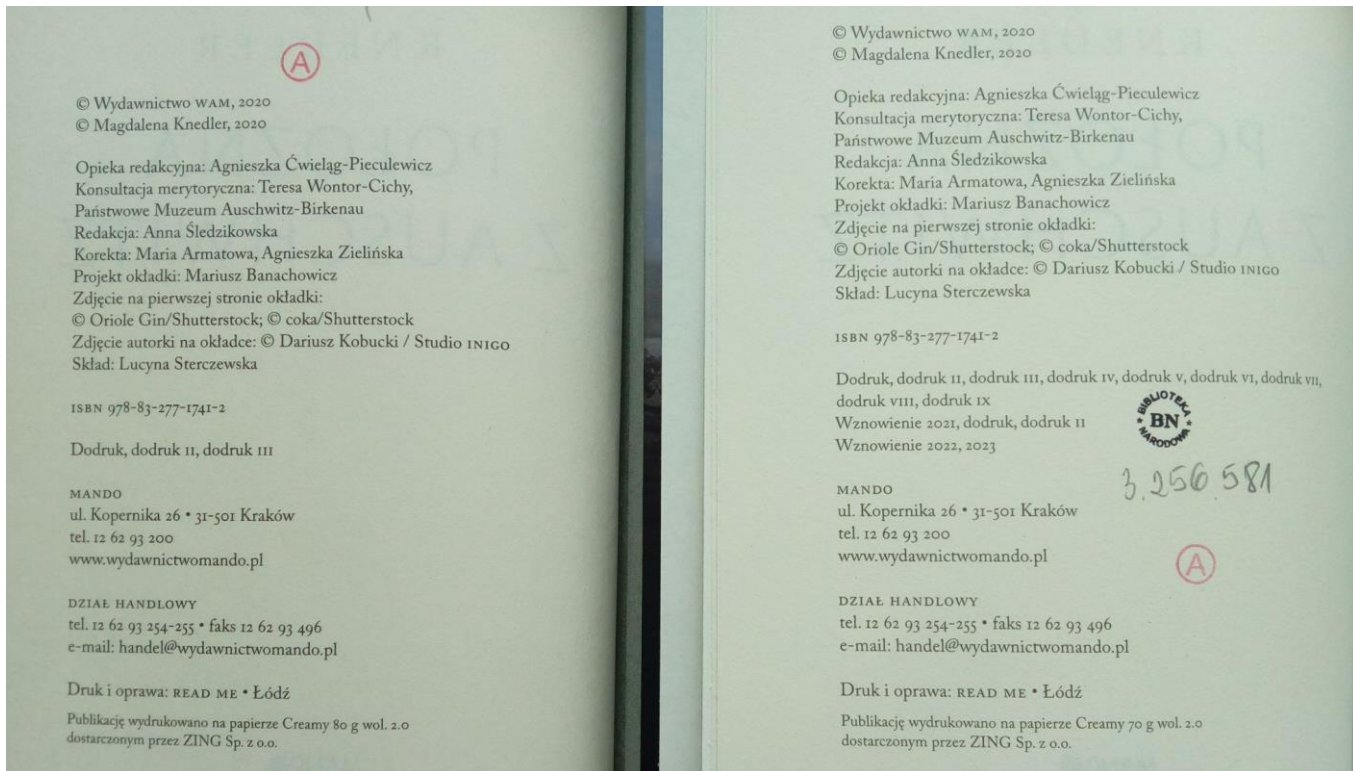 A
© Wydawnictwo WAM, 2020
© Magdalena Knedler, 2020
Opieka redakcyjna: Agnieszka Ćwieląg-Pieculewicz
Konsultacja merytoryczna: Teresa Wontor-Cichy,
Państwowe Muzeum Auschwitz-Birkenau
Redakcja: Anna Śledzikowska
Korekta: Maria Armatowa, Agnieszka Zielińska
Projekt okładki: Mariusz Banachowicz
Zdjęcie na pierwszej stronie okładki:
© Oriole Gin/Shutterstock; © coka/Shutterstock
Zdjęcie autorki na okładce: © Dariusz Kobucki / Studio INIGO
Skład: Lucyna Sterczewska
ISBN 978-83-277-1741-2
Dodruk, dodruk II, dodruk III
MANDO
ul. Kopernika 26 • 31-501 Kraków
tel. 12 62 93 200
www.wydawnictwomando.pl
DZIAŁ HANDLOWY
tel. 12 62 93 254-255 • faks 12 62 93 496
e-mail: handel@wydawnictwomando.pl
Druk i oprawa: READ ME • Łódź
Publikację wydrukowano na papierze Creamy 80 g wol. 2.0
dostarczonym przez ZING Sp. z o.o.
© Wydawnictwo WAM, 2020
© Magdalena Knedler, 2020
Opieka redakcyjna: Agnieszka Ćwieląg-Pieculewicz
Konsultacja merytoryczna: Teresa Wontor-Cichy,
Państwowe Muzeum Auschwitz-Birkenau
Redakcja: Anna Śledzikowska
Korekta: Maria Armatowa, Agnieszka Zielińska
Projekt okładki: Mariusz Banachowicz
Zdjęcie na pierwszej stronie okładki:
© Oriole Gin/Shutterstock; © coka/Shutterstock
Zdjęcie autorki na okładce: © Dariusz Kobucki / Studio INIGO
Skład: Lucyna Sterczewska
ISBN 978-83-277-1741-2
Dodruk, dodruk II, dodruk III, dodruk IV, dodruk V, dodruk VI, dodruk VII,
dodruk VIII, dodruk IX
Wznowienie 2021, dodruk, dodruk II
Wznowienie 2022, 2023
BIBLIOTEKA
BN
NARODOWA
3.256.581
MANDO
ul. Kopernika 26 • 31-501 Kraków
tel. 12 62 93 200
www.wydawnictwomando.pl
A
DZIAŁ HANDLOWY
tel. 12 62 93 254-255 • faks 12 62 93 496
e-mail: handel@wydawnictwomando.pl
Druk i oprawa: READ ME • Łódź
Publikację wydrukowano na papierze Creamy 70 g wol. 2.0
dostarczonym przez ZING Sp. z o.o.